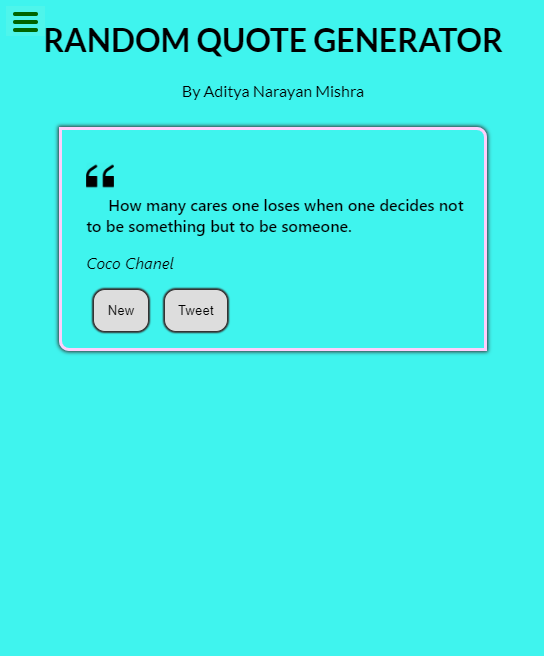 RANDOM QUOTE GENERATOR
By Aditya Narayan Mishra
“
How many cares one loses when one decides not
to be something but to be someone.
Coco Chanel
New Tweet